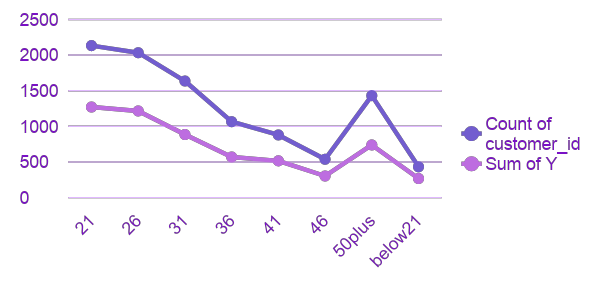 2500
2000
1500
1000
500
0
21
26
31
36
41
46
50plus
below21
Count of
customer_id
Sum of Y